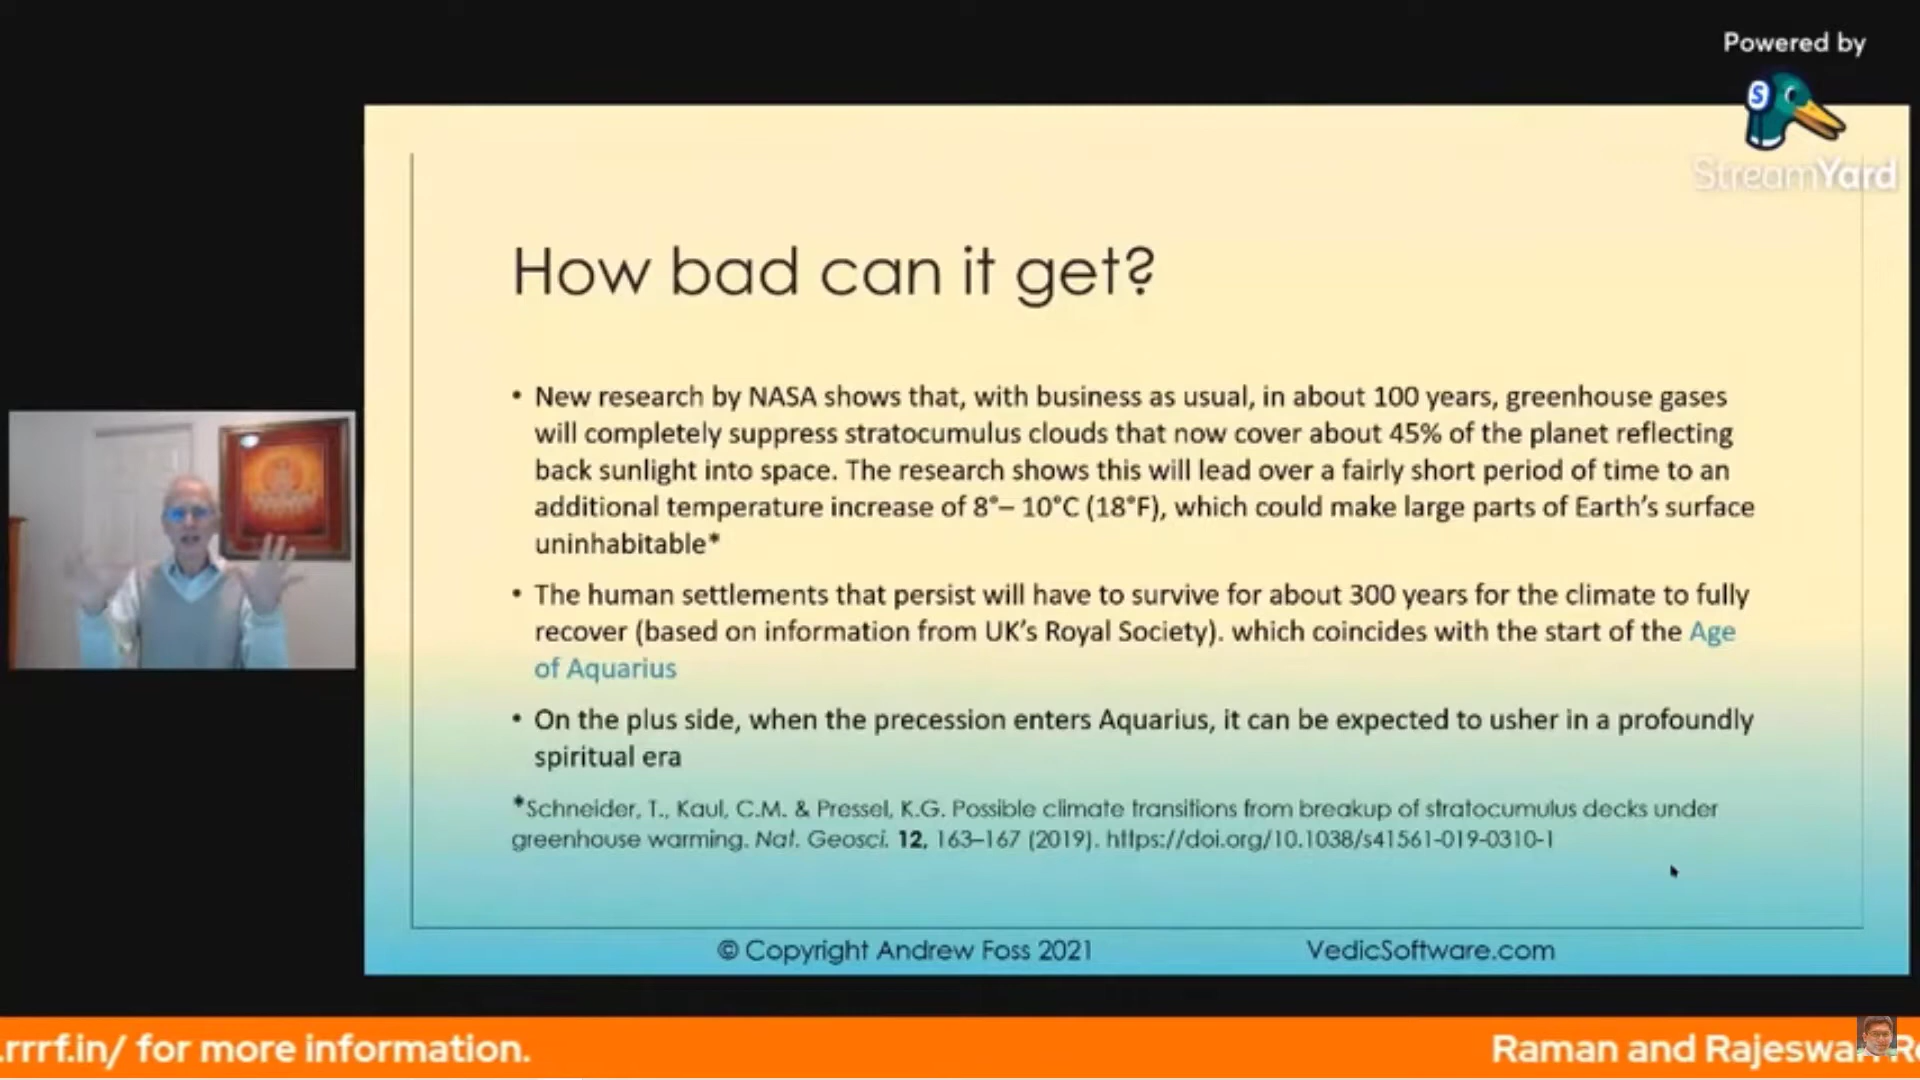 Powered by
StreamYard
How bad can it get?
• New research by NASA shows that, with business as usual, in about 100 years, greenhouse gases
will completely suppress stratocumulus clouds that now cover about 45% of the planet reflecting
back sunlight into space. The research shows this will lead over a fairly short period of time to an
additional temperature increase of 8°– 10°C (18°F), which could make large parts of Earth's surface
uninhabitable*
• The human settlements that persist will have to survive for about 300 years for the climate to fully
recover (based on information from UK's Royal Society). which coincides with the start of the Age
of Aquarius
• On the plus side, when the precession enters Aquarius, it can be expected to usher in a profoundly
spiritual era
*Schneider, T., Kaul, C.M. & Pressel, K.G. Possible climate transitions from breakup of stratocumulus decks under
greenhouse warming. Nat. Geosci. 12, 163–167 (2019). https://doi.org/10.1038/s41561-019-0310-1
© Copyright Andrew Foss 2021 VedicSoftware.com
.rrrf.in/ for more information. Raman and